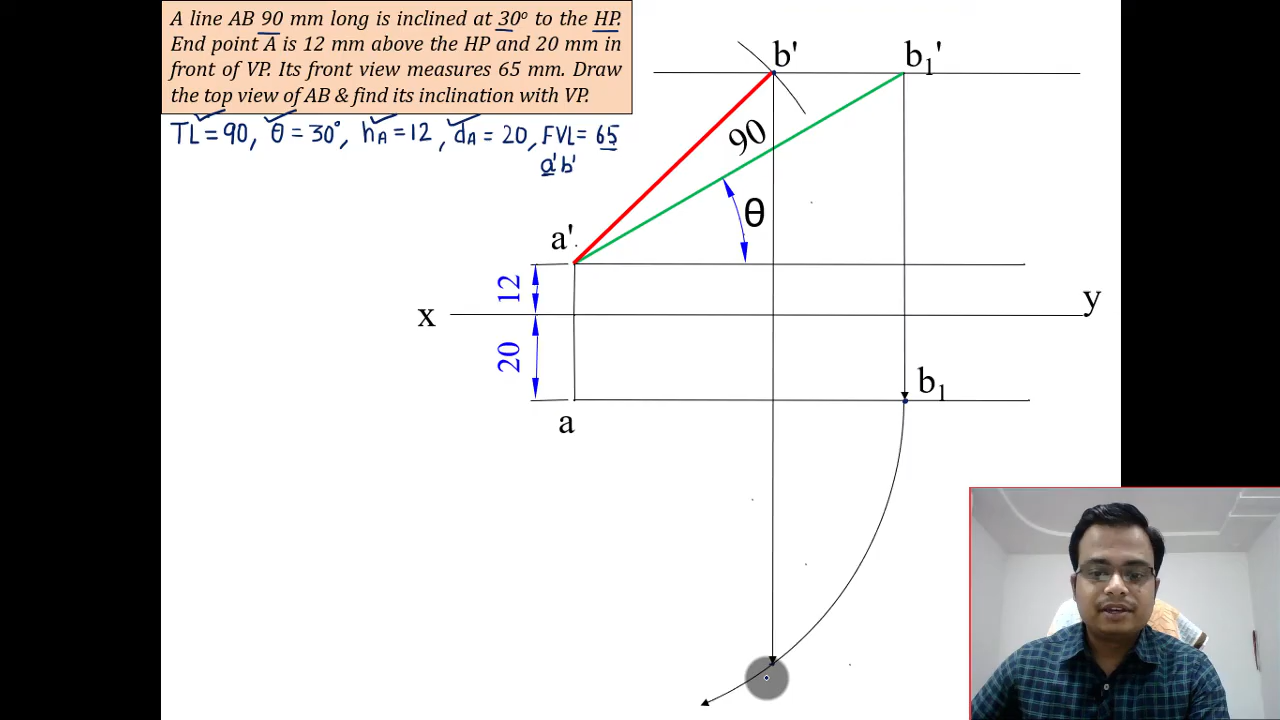 A line AB 90 mm long is inclined at 30° to the HP.
End point A is 12 mm above the HP and 20 mm in
front of VP. Its front view measures 65 mm. Draw
the top view of AB & find its inclination with VP.
TL = 90, θ = 30°, hA = 12, dA = 20, FVL = 65
a'b'
b'
b₁'
90
θ
a'
12
x
y
20
b₁
a